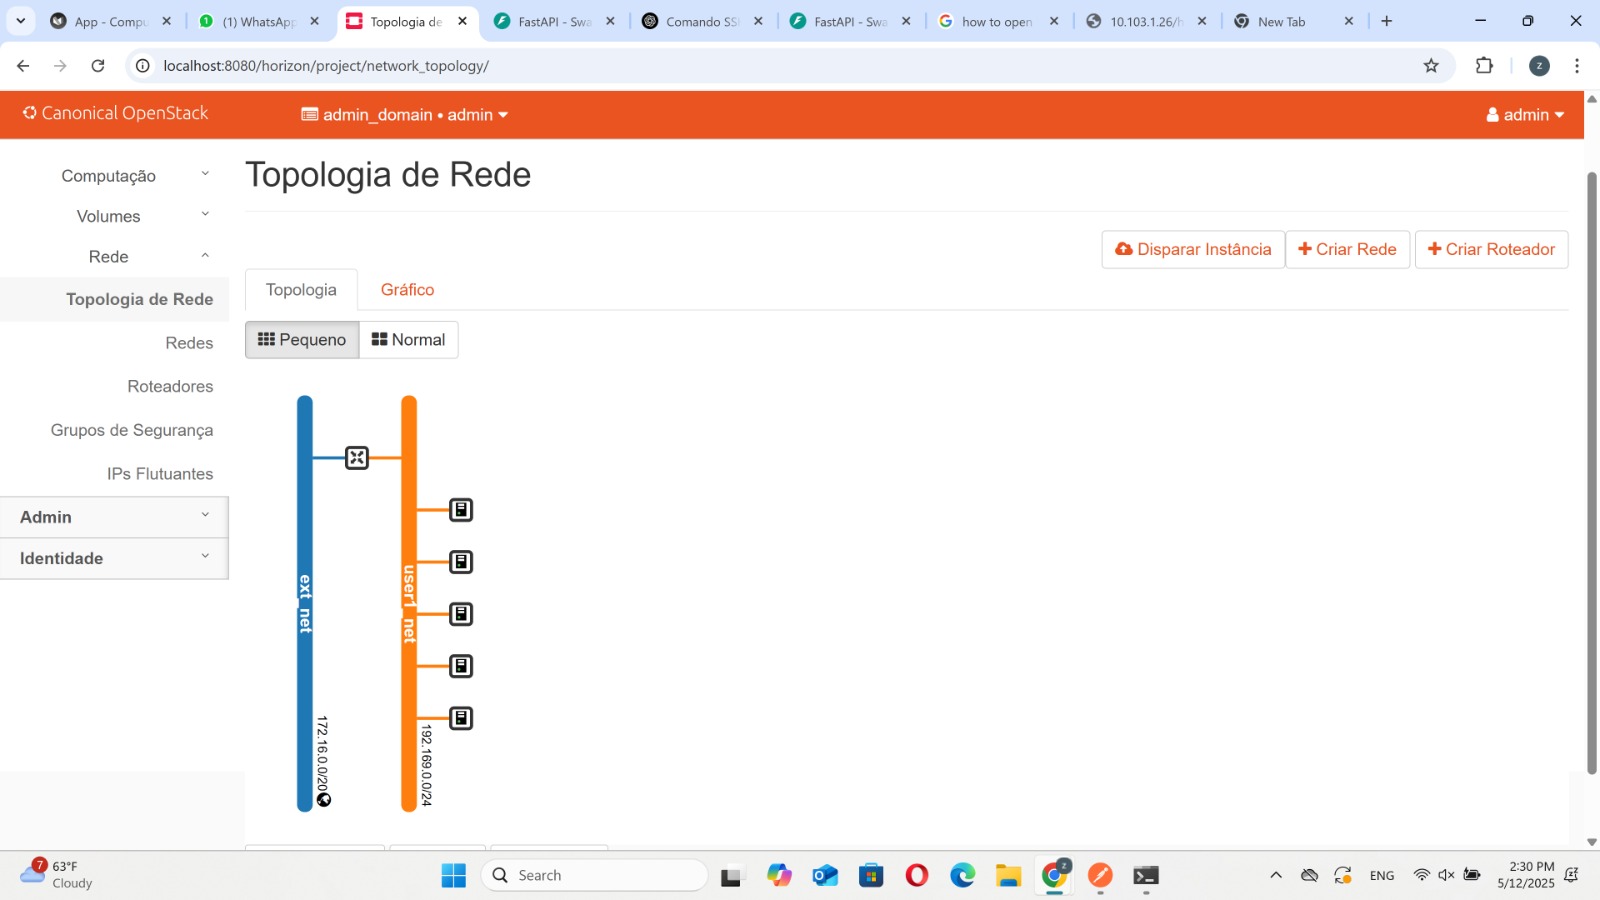 App - Compu
(1) WhatsApp
Topologia de
FastAPI - Swa
Comando SS
FastAPI - Swa
how to open
10.103.1.26/h
New Tab
localhost:8080/horizon/project/network_topology/
z
Canonical OpenStack
admin_domain • admin
admin
Computação
Volumes
Rede
Topologia de Rede
Redes
Roteadores
Grupos de Segurança
IPs Flutuantes
Admin
Identidade
Topologia de Rede
Disparar Instância
Criar Rede
Criar Roteador
Topologia
Gráfico
Pequeno
Normal
ext_net
172.16.0.0/20
user1_net
192.169.0.0/24
7
63°F
Cloudy
Search
z
ENG
2:30 PM
5/12/2025